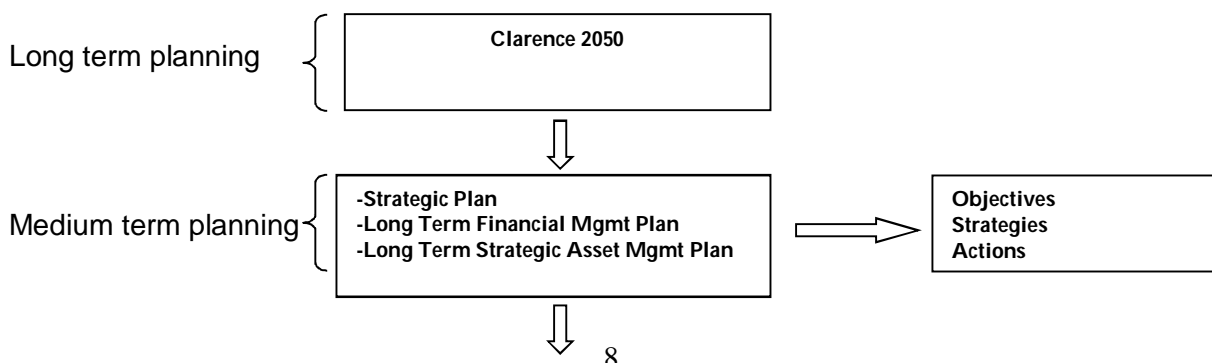 Long term planning
Clarence 2050
Medium term planning
-Strategic Plan
-Long Term Financial Mgmt Plan
-Long Term Strategic Asset Mgmt Plan
Objectives
Strategies
Actions
8